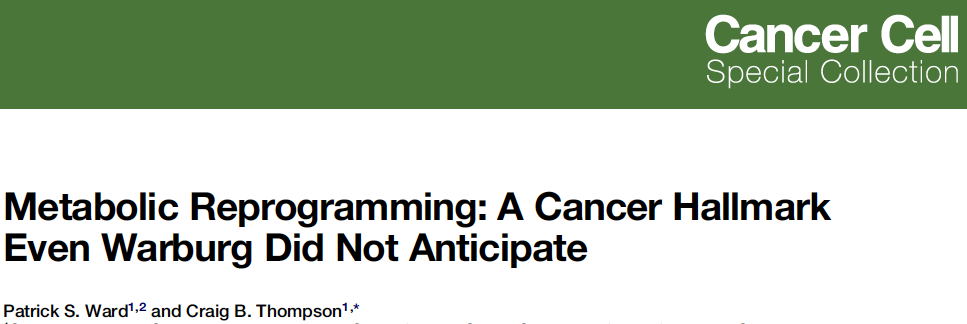 Cancer Cell
Special Collection
Metabolic Reprogramming: A Cancer Hallmark
Even Warburg Did Not Anticipate
Patrick S. Ward1,2 and Craig B. Thompson1,*